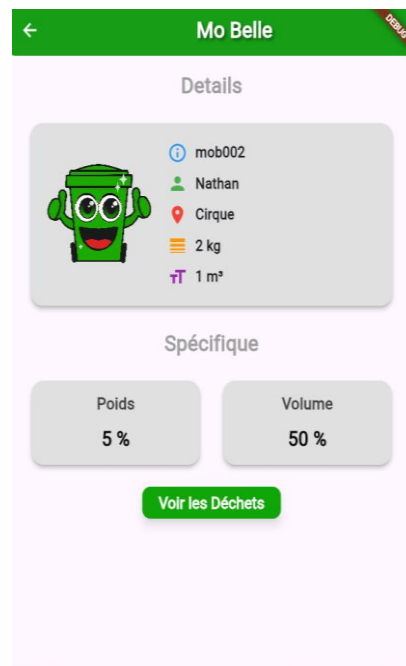 Mo Belle
DEBUG
Details
mob002
Nathan
Cirque
2 kg
1 m³
Spécifique
Poids
5 %
Volume
50 %
Voir les Déchets